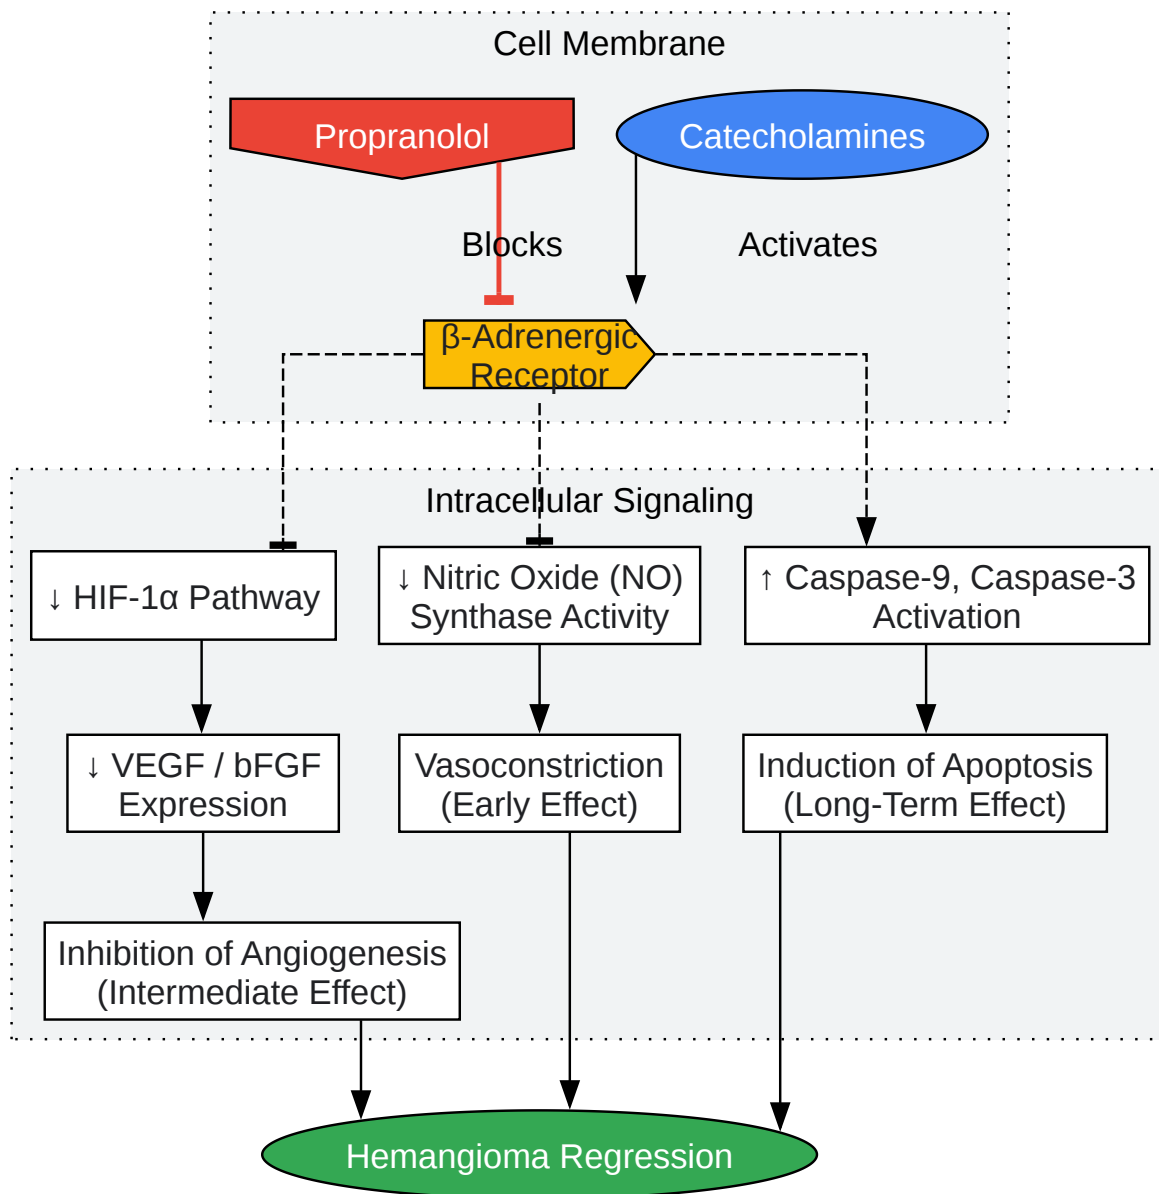 Cell Membrane
Propranolol
Catecholamines
Blocks
Activates
β-Adrenergic
Receptor
Intracellular Signaling
↓ HIF-1α Pathway
↓ Nitric Oxide (NO)
Synthase Activity
↑ Caspase-9, Caspase-3
Activation
↓ VEGF / bFGF
Expression
Vasoconstriction
(Early Effect)
Induction of Apoptosis
(Long-Term Effect)
Inhibition of Angiogenesis
(Intermediate Effect)
Hemangioma Regression